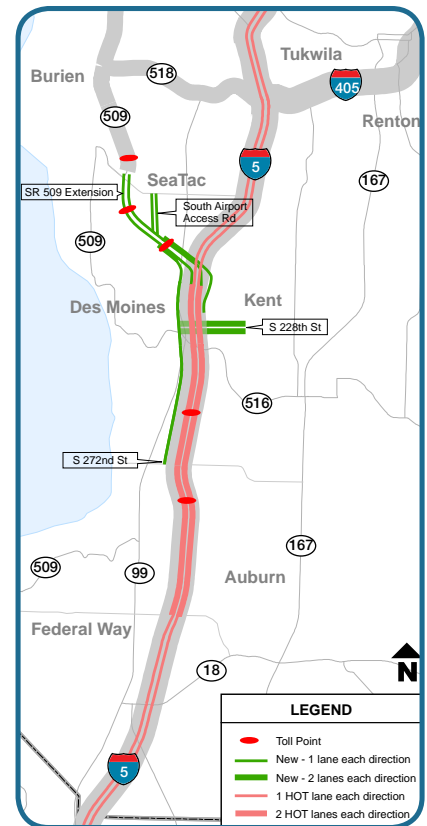 Tukwila
Burien
518
405
509
Renton
5
SeaTac
167
SR 509 Extension
South Airport
Access Rd
509
Des Moines
Kent
S 228th St
516
S 272nd St
167
509
99
Auburn
Federal Way
N
18
LEGEND
Toll Point
New - 1 lane each direction
New - 2 lanes each direction
1 HOT lane each direction
2 HOT lanes each direction
5